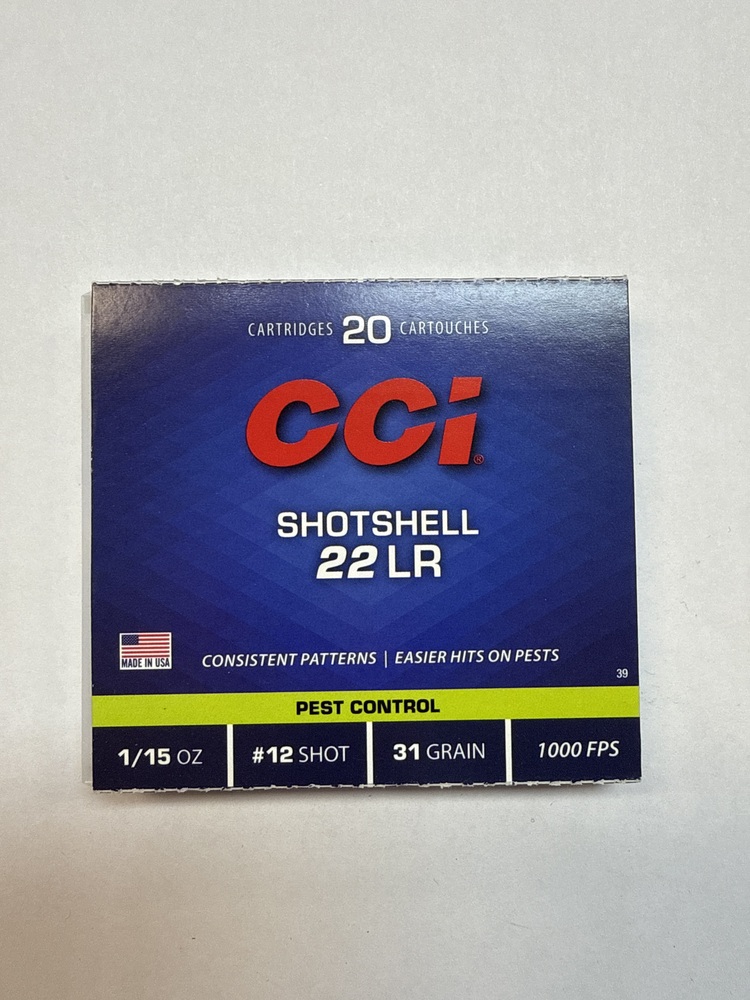 CARTRIDGES 20 CARTOUCHES
CCI®
SHOTSHELL
22 LR
MADE IN USA
CONSISTENT PATTERNS | EASIER HITS ON PESTS
39
PEST CONTROL
1/15 OZ #12 SHOT 31 GRAIN 1000 FPS